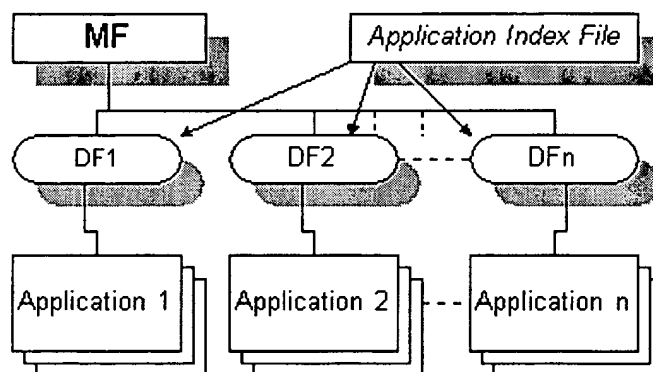 MF
Application Index File
DF1
DF2
DFn
Application 1
Application 2
Application n